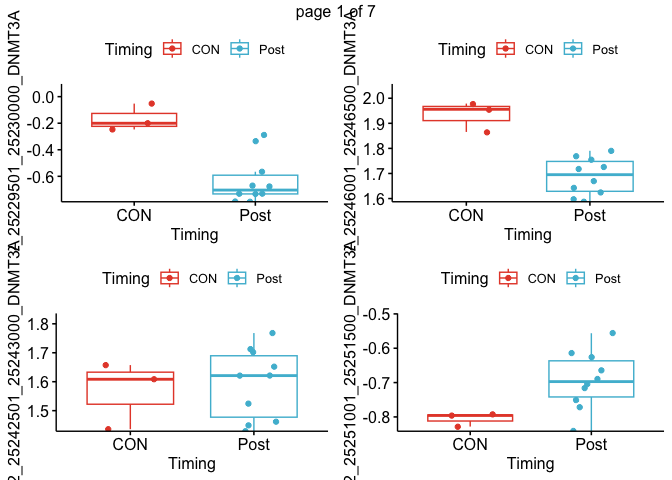 page 1 of 7
Timing CON Post
25229501_25230000_DNMT3A
0.0
-0.2
-0.4
-0.6
CON Post
Timing
Timing CON Post
25246001_25246500_DNMT3A
2.0
1.9
1.8
1.7
1.6
CON Post
Timing
Timing CON Post
2_25242501_25243000_DNMT3A
1.8
1.7
1.6
1.5
CON Post
Timing
Timing CON Post
2_25251001_25251500_DNMT3A
-0.5
-0.6
-0.7
-0.8
CON Post
Timing